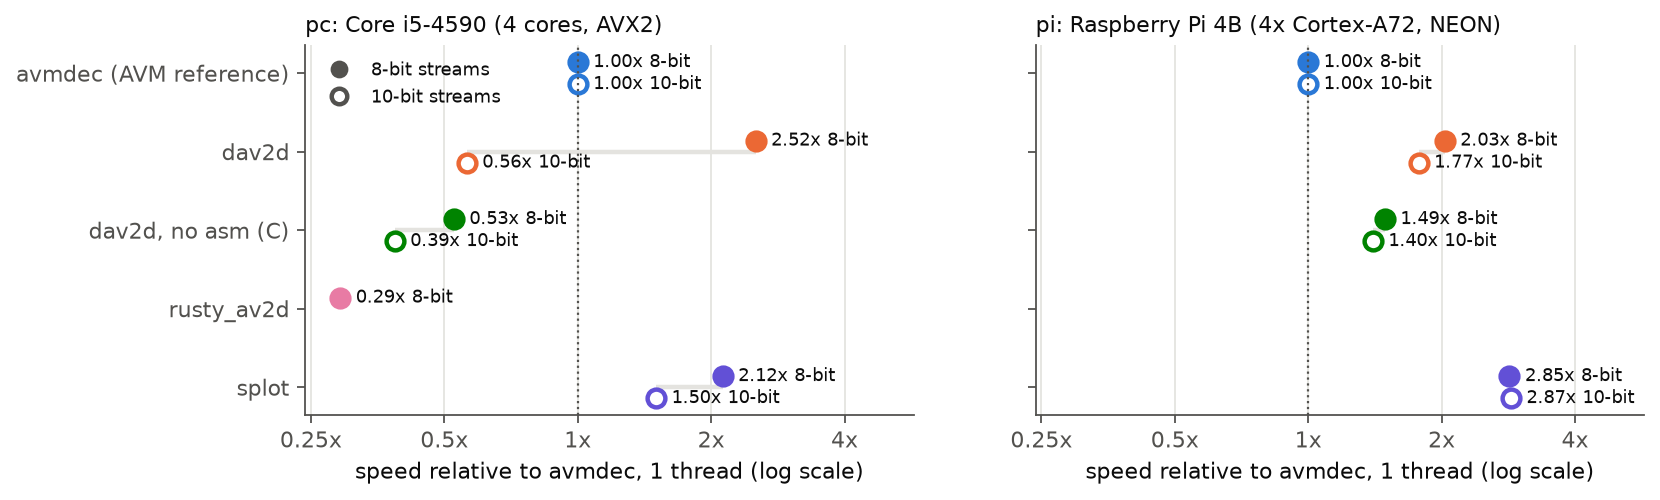 pc: Core i5-4590 (4 cores, AVX2)
avmdec (AVM reference)
dav2d
dav2d, no asm (C)
rusty_av2d
splot
8-bit streams
10-bit streams
1.00x 8-bit
1.00x 10-bit
2.52x 8-bit
0.56x 10-bit
0.53x 8-bit
0.39x 10-bit
0.29x 8-bit
2.12x 8-bit
1.50x 10-bit
0.25x 0.5x 1x 2x 4x
speed relative to avmdec, 1 thread (log scale)
pi: Raspberry Pi 4B (4x Cortex-A72, NEON)
1.00x 8-bit
1.00x 10-bit
2.03x 8-bit
1.77x 10-bit
1.49x 8-bit
1.40x 10-bit
2.85x 8-bit
2.87x 10-bit
0.25x 0.5x 1x 2x 4x
speed relative to avmdec, 1 thread (log scale)